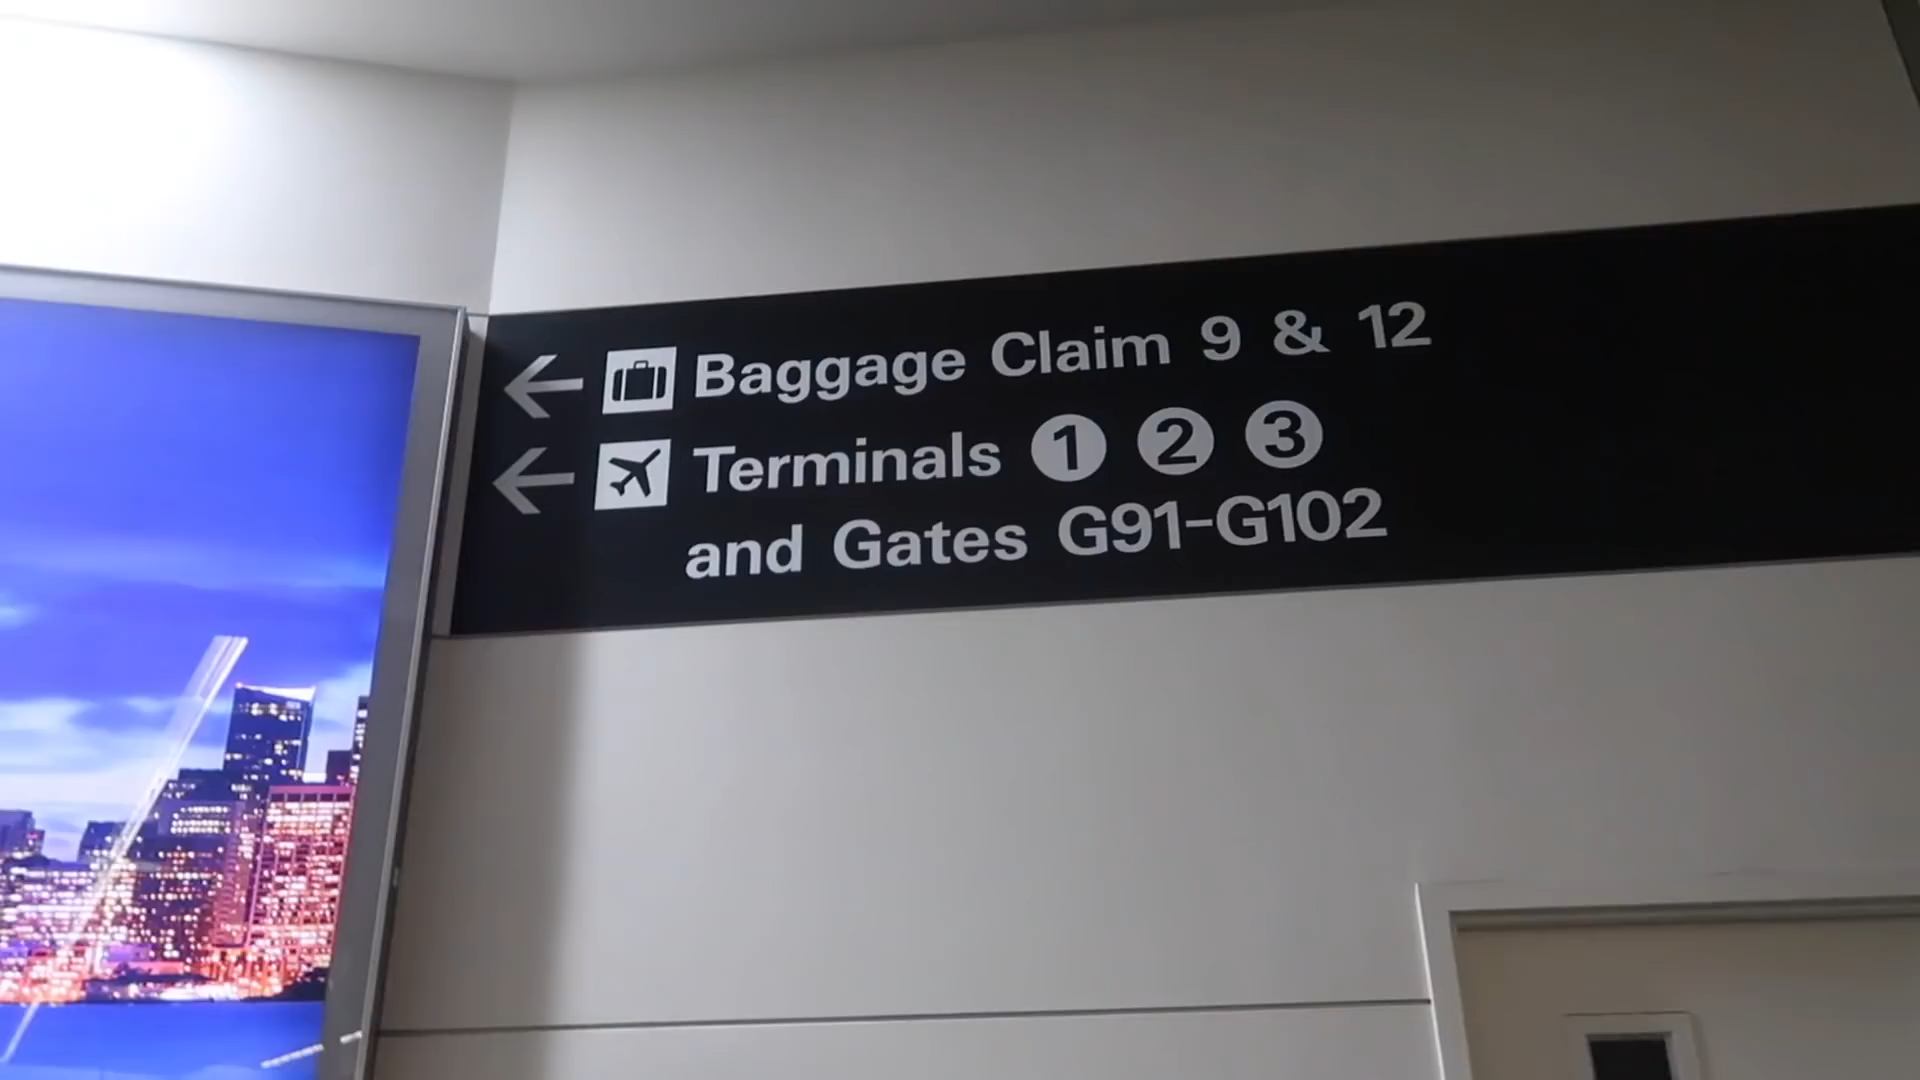 Baggage Claim 9 & 12
Terminals 1 2 3
and Gates G91-G102